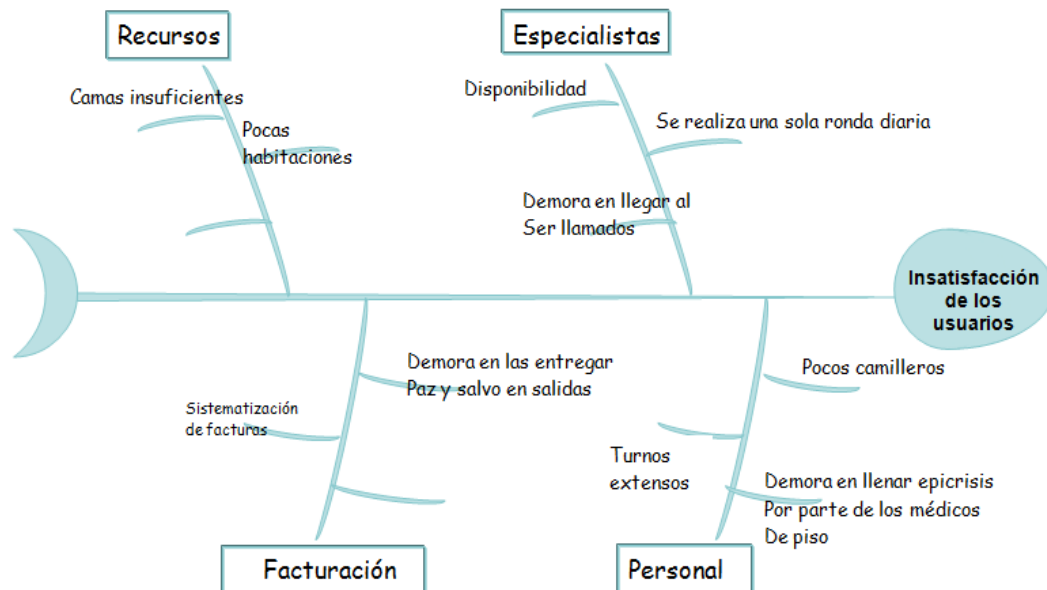 Recursos
Especialistas
Camas insuficientes
Pocas
habitaciones
Disponibilidad
Se realiza una sola ronda diaria
Demora en llegar al
Ser llamados
Insatisfacción
de los
usuarios
Demora en las entregar
Paz y salvo en salidas
Sistematización
de facturas
Pocos camilleros
Turnos
extensos
Demora en llenar epicrisis
Por parte de los médicos
De piso
Facturación
Personal